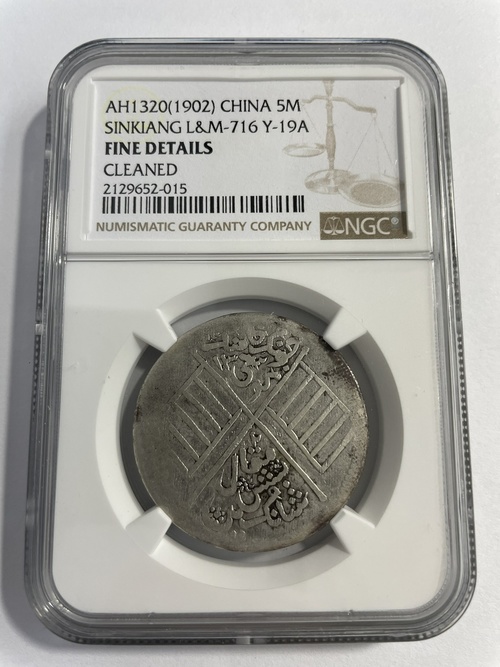 AH1320(1902) CHINA 5M
SINKIANG L&M-716 Y-19A
FINE DETAILS
CLEANED
2129652-015
NUMISMATIC GUARANTY COMPANY NGC®